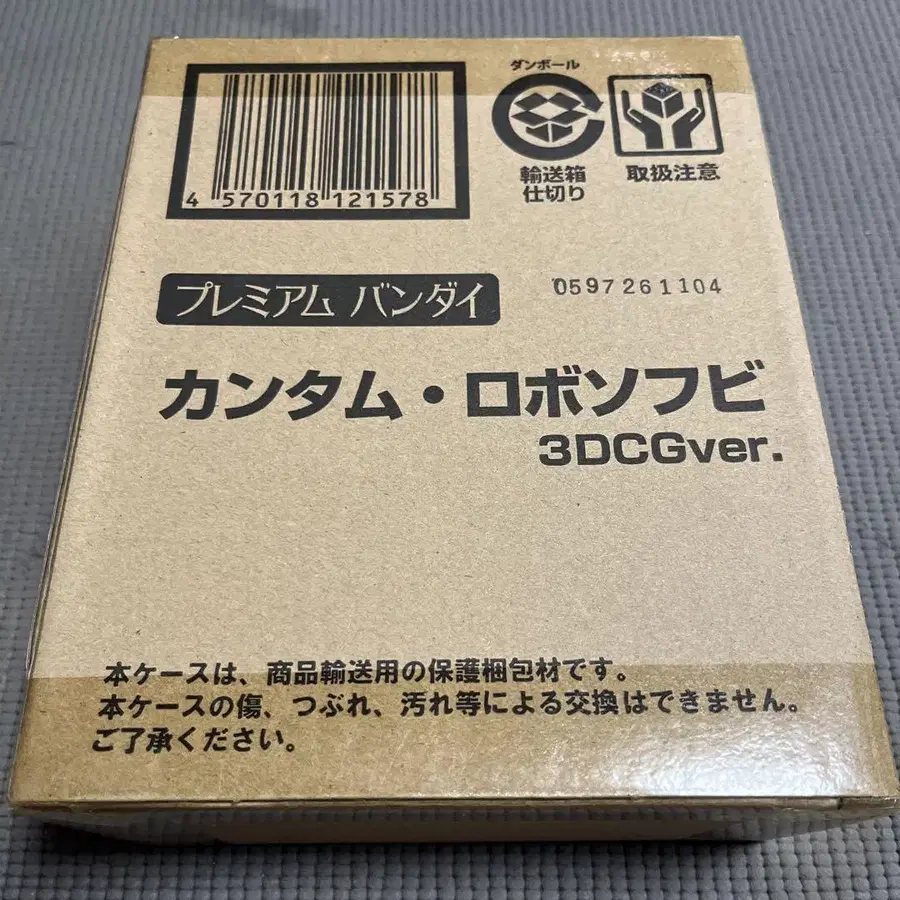 ダンボール
4 570118 121578
輸送箱
仕切り
取扱注意
プレミアム バンダイ
0597261104
カンタム・ロボソフビ
3DCGver.
本ケースは、商品輸送用の保護梱包材です。
本ケースの傷、つぶれ、汚れ等による交換はできません。
ご了承ください。